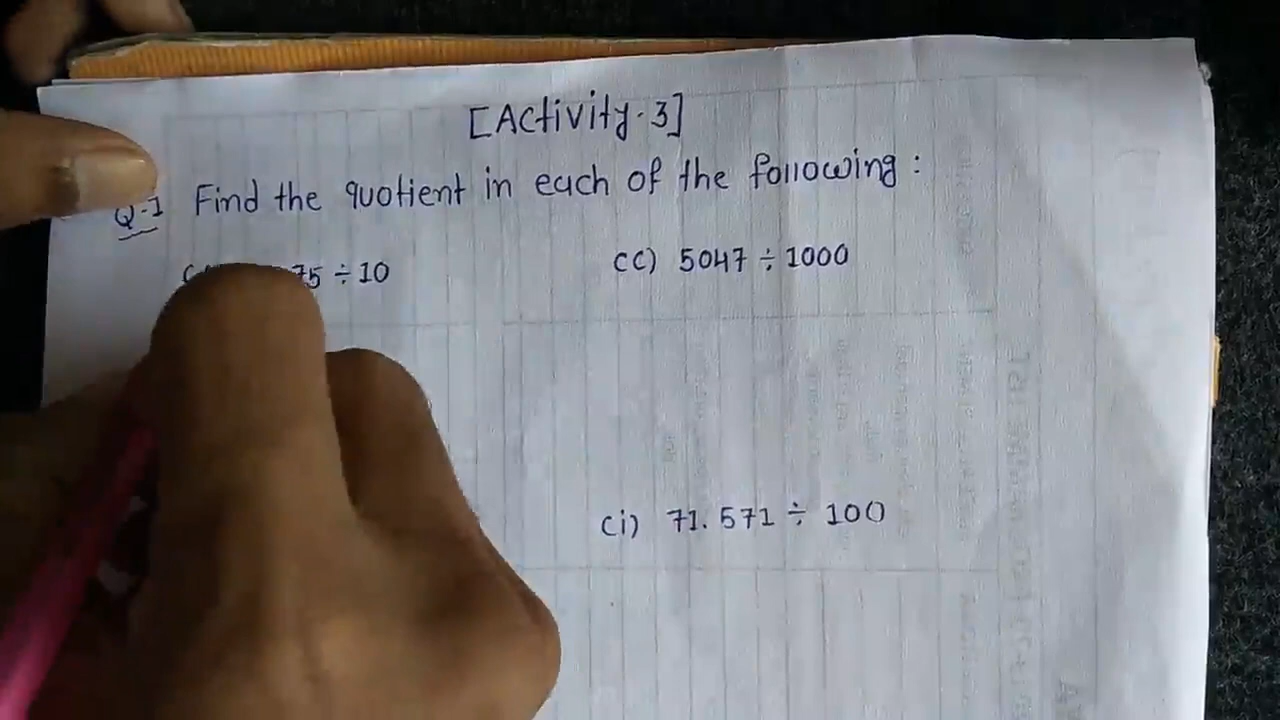 [Activity-3]
Q-1 Find the quotient in each of the following :
75 ÷ 10
(c) 5047 ÷ 1000
(i) 71.571 ÷ 100